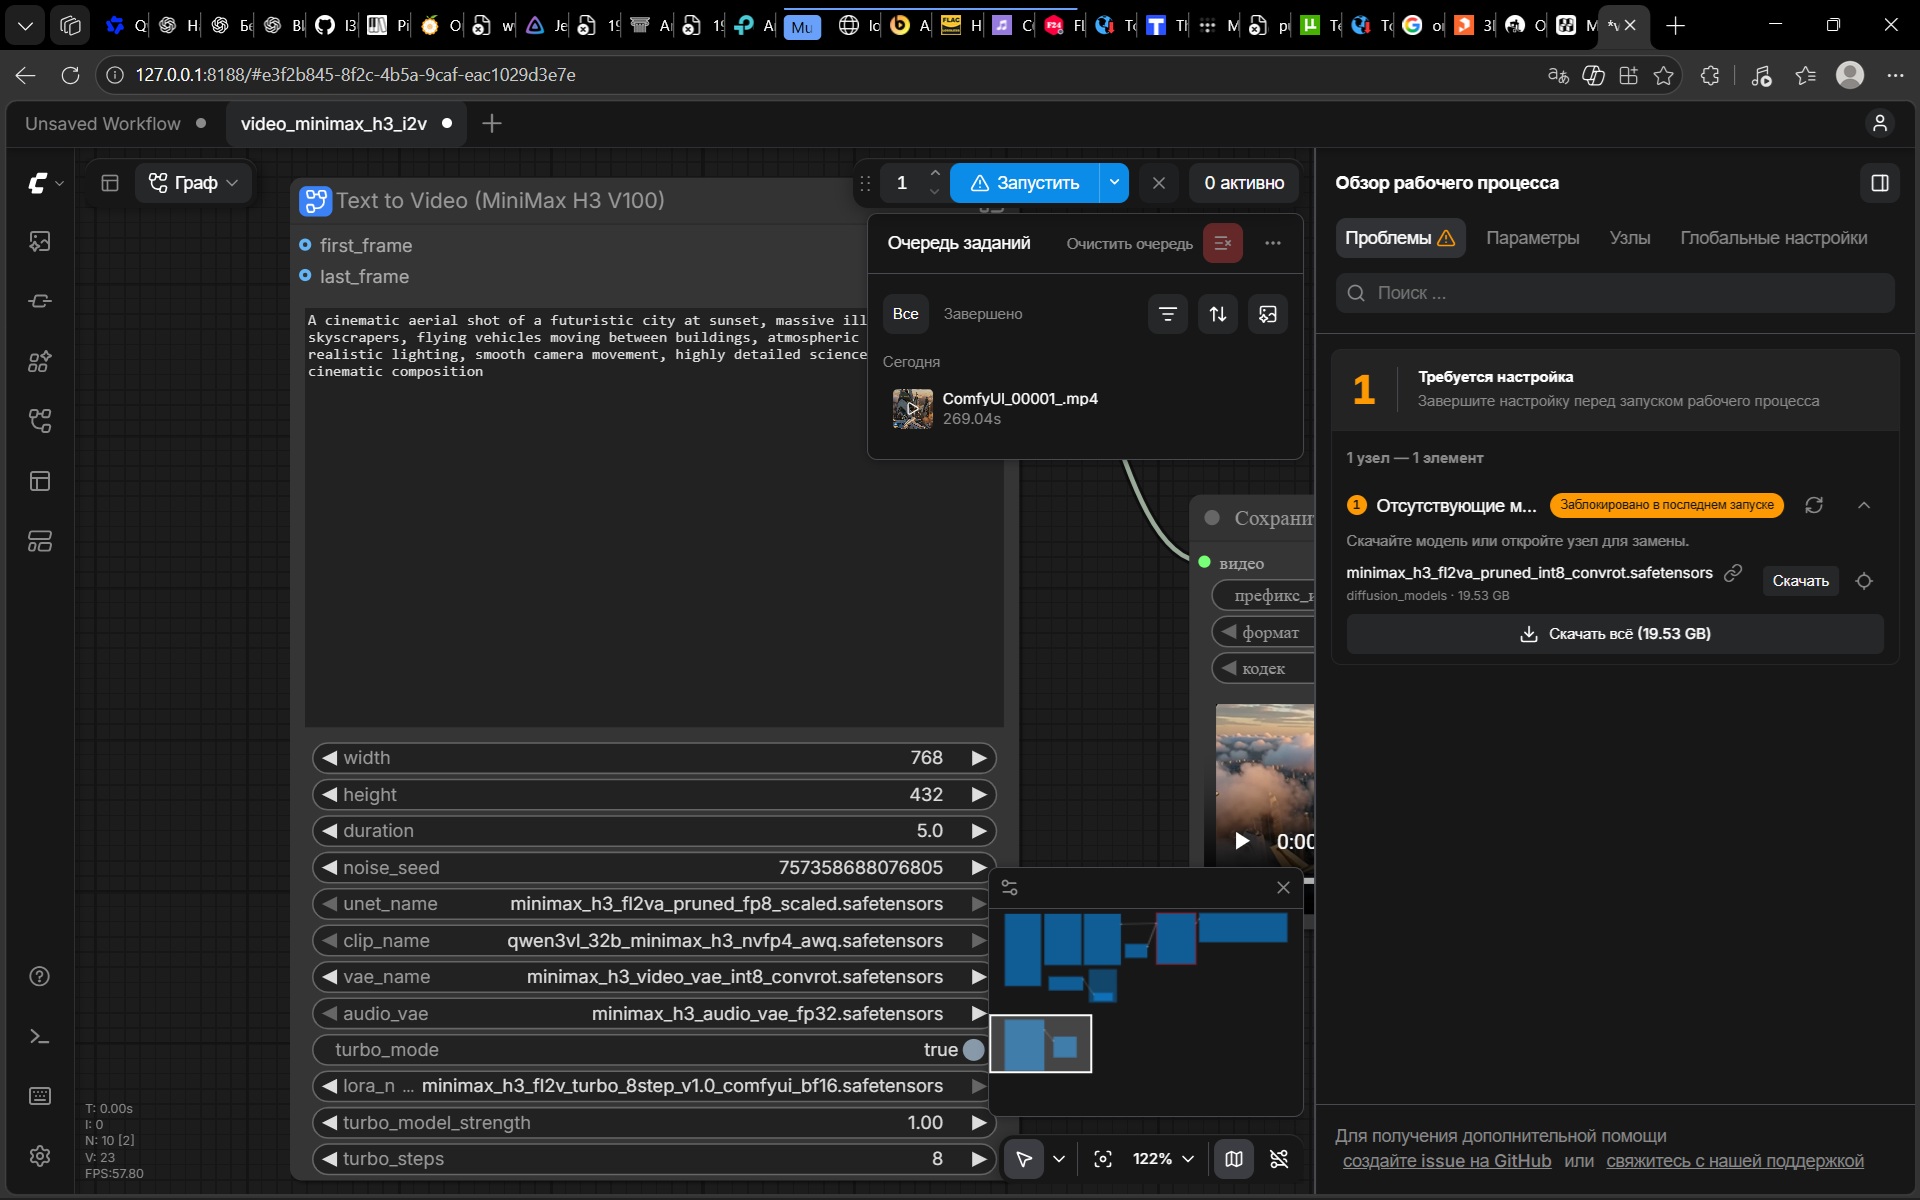 127.0.0.1:8188/#e3f2b845-8f2c-4b5a-9caf-eac1029d3e7e
Unsaved Workflow
video_minimax_h3_i2v
Граф
1
Запустить
0 активно
Text to Video (MiniMax H3 V100)
first_frame
last_frame
A cinematic aerial shot of a futuristic city at sunset, massive ill
skyscrapers, flying vehicles moving between buildings, atmospheric
realistic lighting, smooth camera movement, highly detailed science
cinematic composition
width 768
height 432
duration 5.0
noise_seed 757358688076805
unet_name minimax_h3_fl2va_pruned_fp8_scaled.safetensors
clip_name qwen3vl_32b_minimax_h3_nvfp4_awq.safetensors
vae_name minimax_h3_video_vae_int8_convrot.safetensors
audio_vae minimax_h3_audio_vae_fp32.safetensors
turbo_mode true
lora_n ... minimax_h3_fl2v_turbo_8step_v1.0_comfyui_bf16.safetensors
turbo_model_strength 1.00
turbo_steps 8
T: 0.00s
I: 0
N: 10 [2]
V: 23
FPS:57.80
Очередь заданий
Очистить очередь
Все
Завершено
Сегодня
ComfyUI_00001_.mp4
269.04s
Сохрани
видео
префикс_и
формат
кодек
0:00
122%
Обзор рабочего процесса
Проблемы
Параметры
Узлы
Глобальные настройки
Поиск ...
1
Требуется настройка
Завершите настройку перед запуском рабочего процесса
1 узел — 1 элемент
1 Отсутствующие м... Заблокировано в последнем запуске
Скачайте модель или откройте узел для замены.
minimax_h3_fl2va_pruned_int8_convrot.safetensors
diffusion_models · 19.53 GB
Скачать
Скачать всё (19.53 GB)
Для получения дополнительной помощи
создайте issue на GitHub или свяжитесь с нашей поддержкой